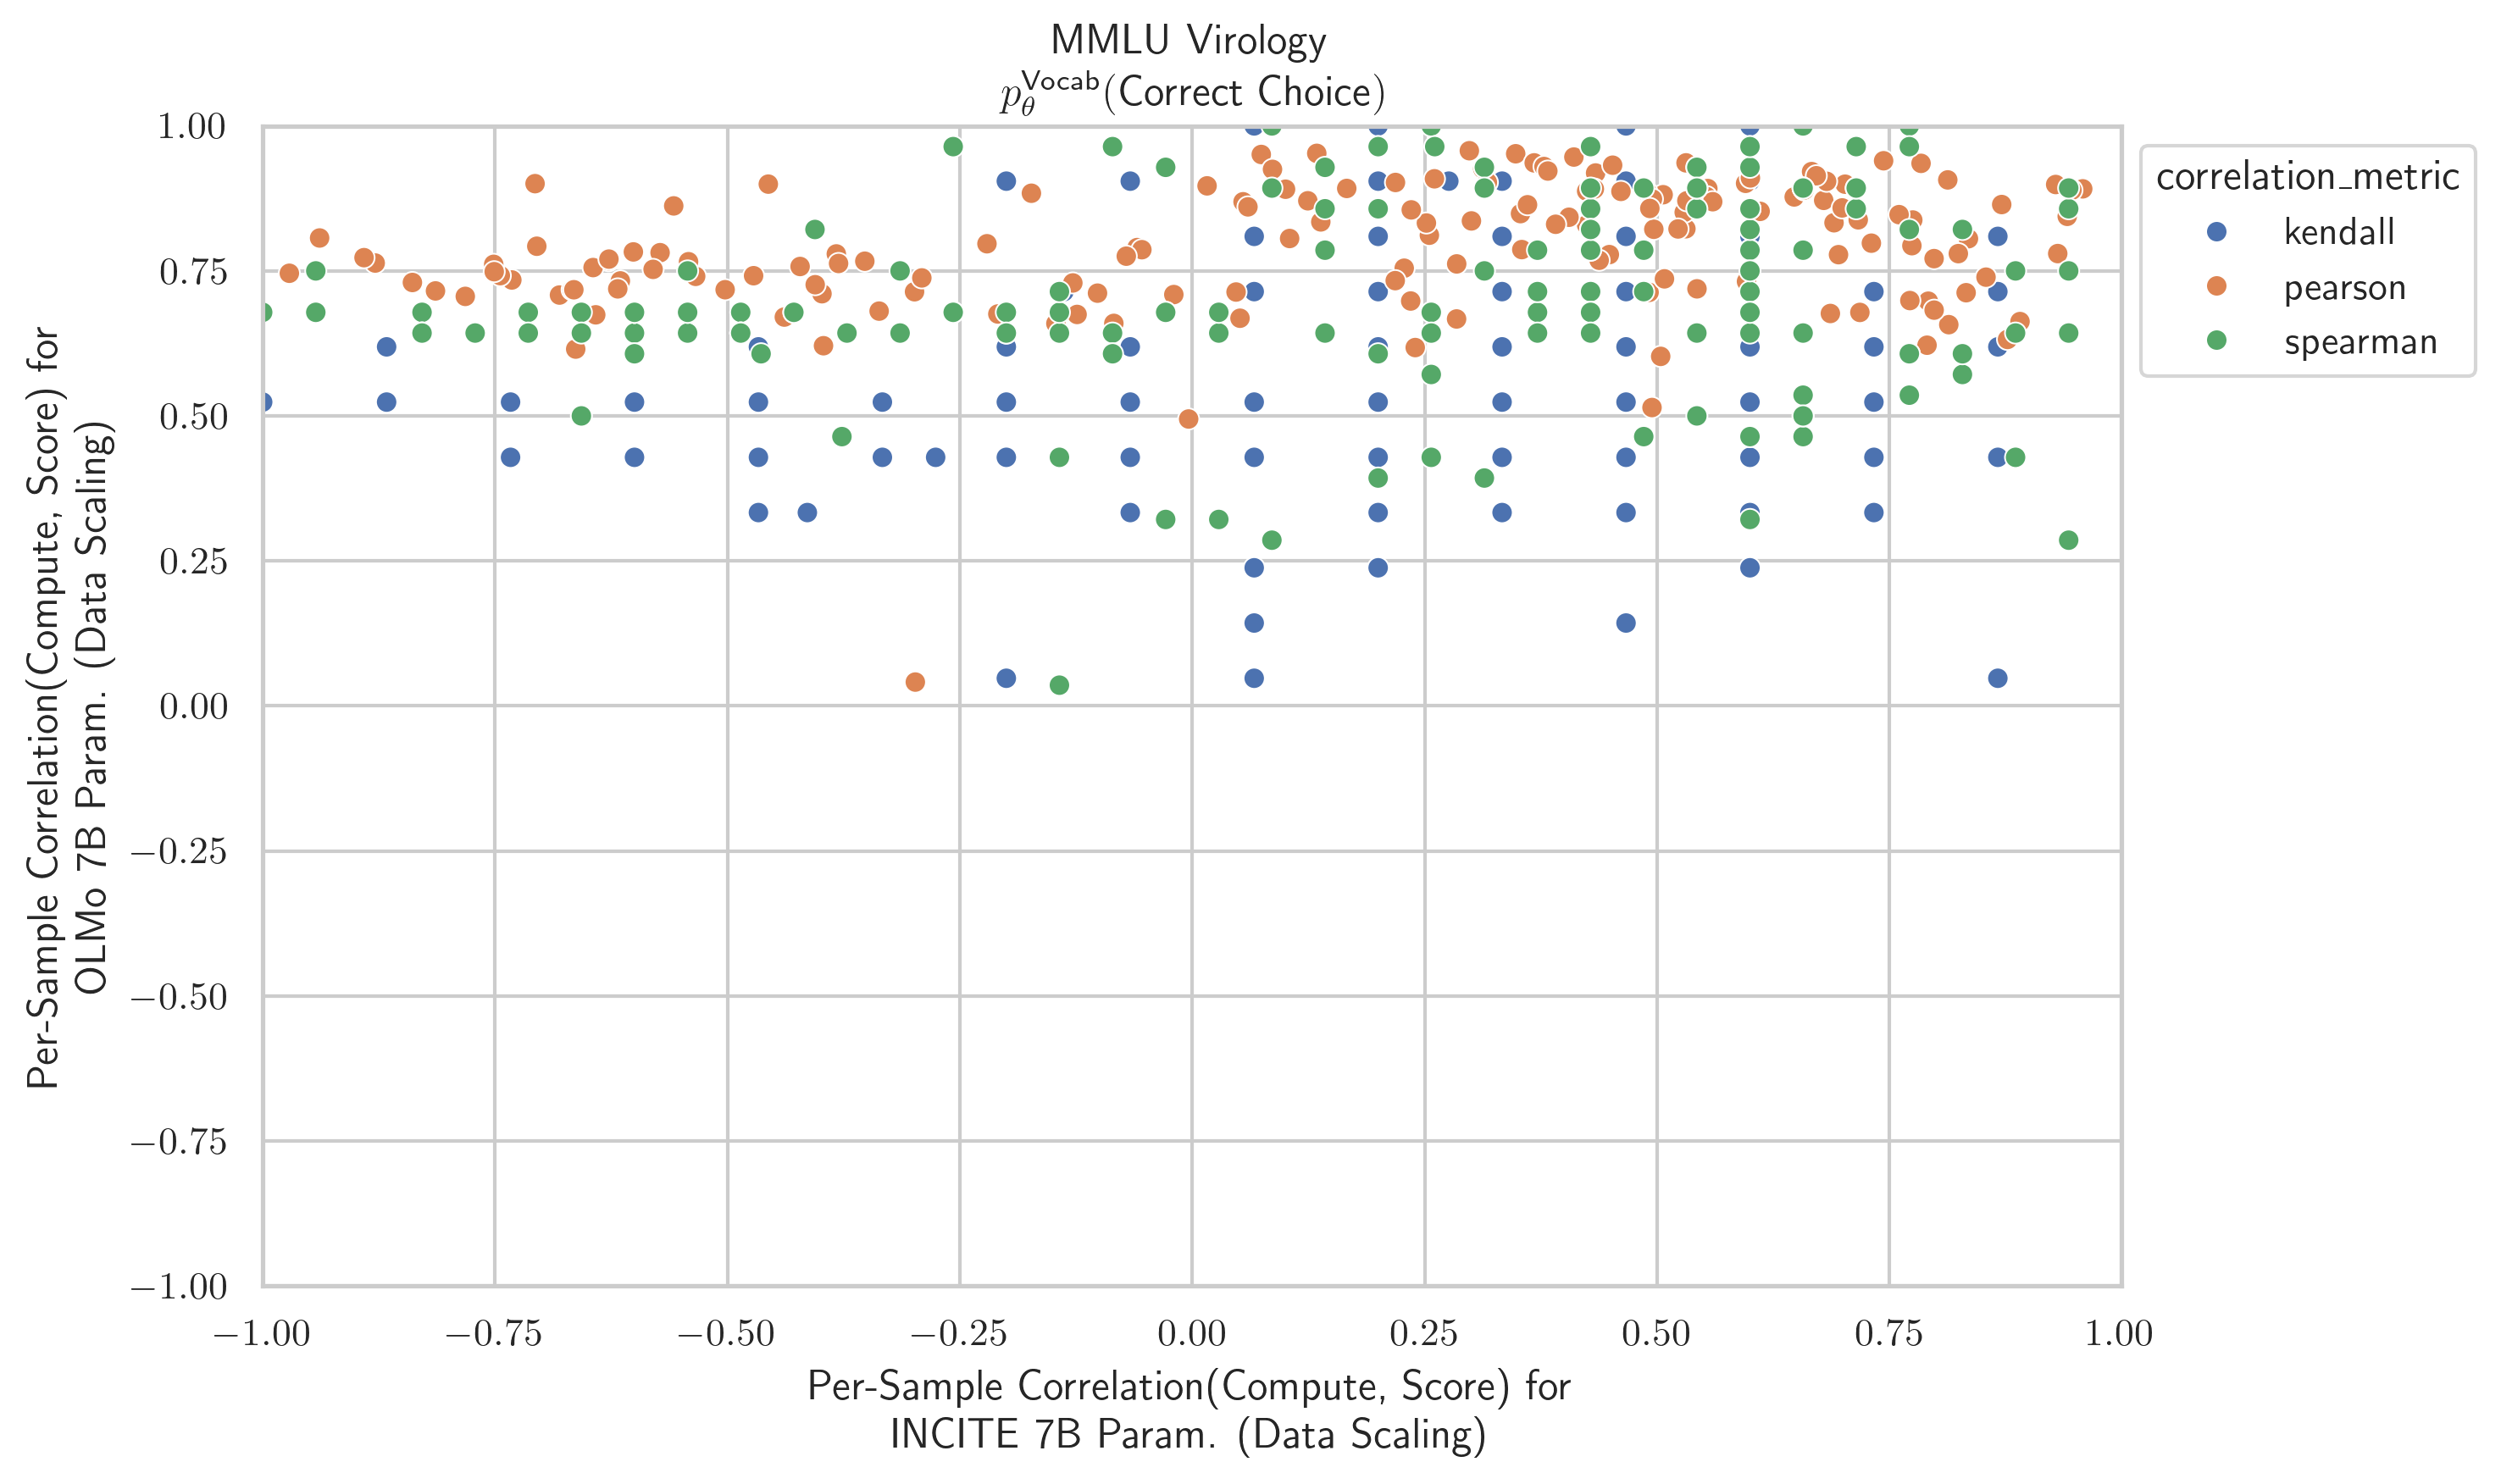 MMLU Virology
p_θ^Vocab(Correct Choice)
Per-Sample Correlation(Compute, Score) for
OLMo 7B Param. (Data Scaling)
1.00
0.75
0.50
0.25
0.00
−0.25
−0.50
−0.75
−1.00
−1.00 −0.75 −0.50 −0.25 0.00 0.25 0.50 0.75 1.00
Per-Sample Correlation(Compute, Score) for
INCITE 7B Param. (Data Scaling)
correlation_metric
kendall
pearson
spearman